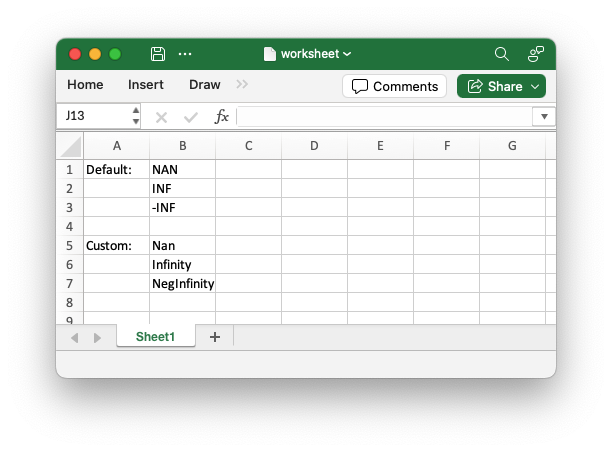 worksheet
Home Insert Draw Comments Share
J13 fx
A B C D E F G
1 Default: NAN
2 INF
3 -INF
4
5 Custom: Nan
6 Infinity
7 NegInfinity
8
9
Sheet1 +